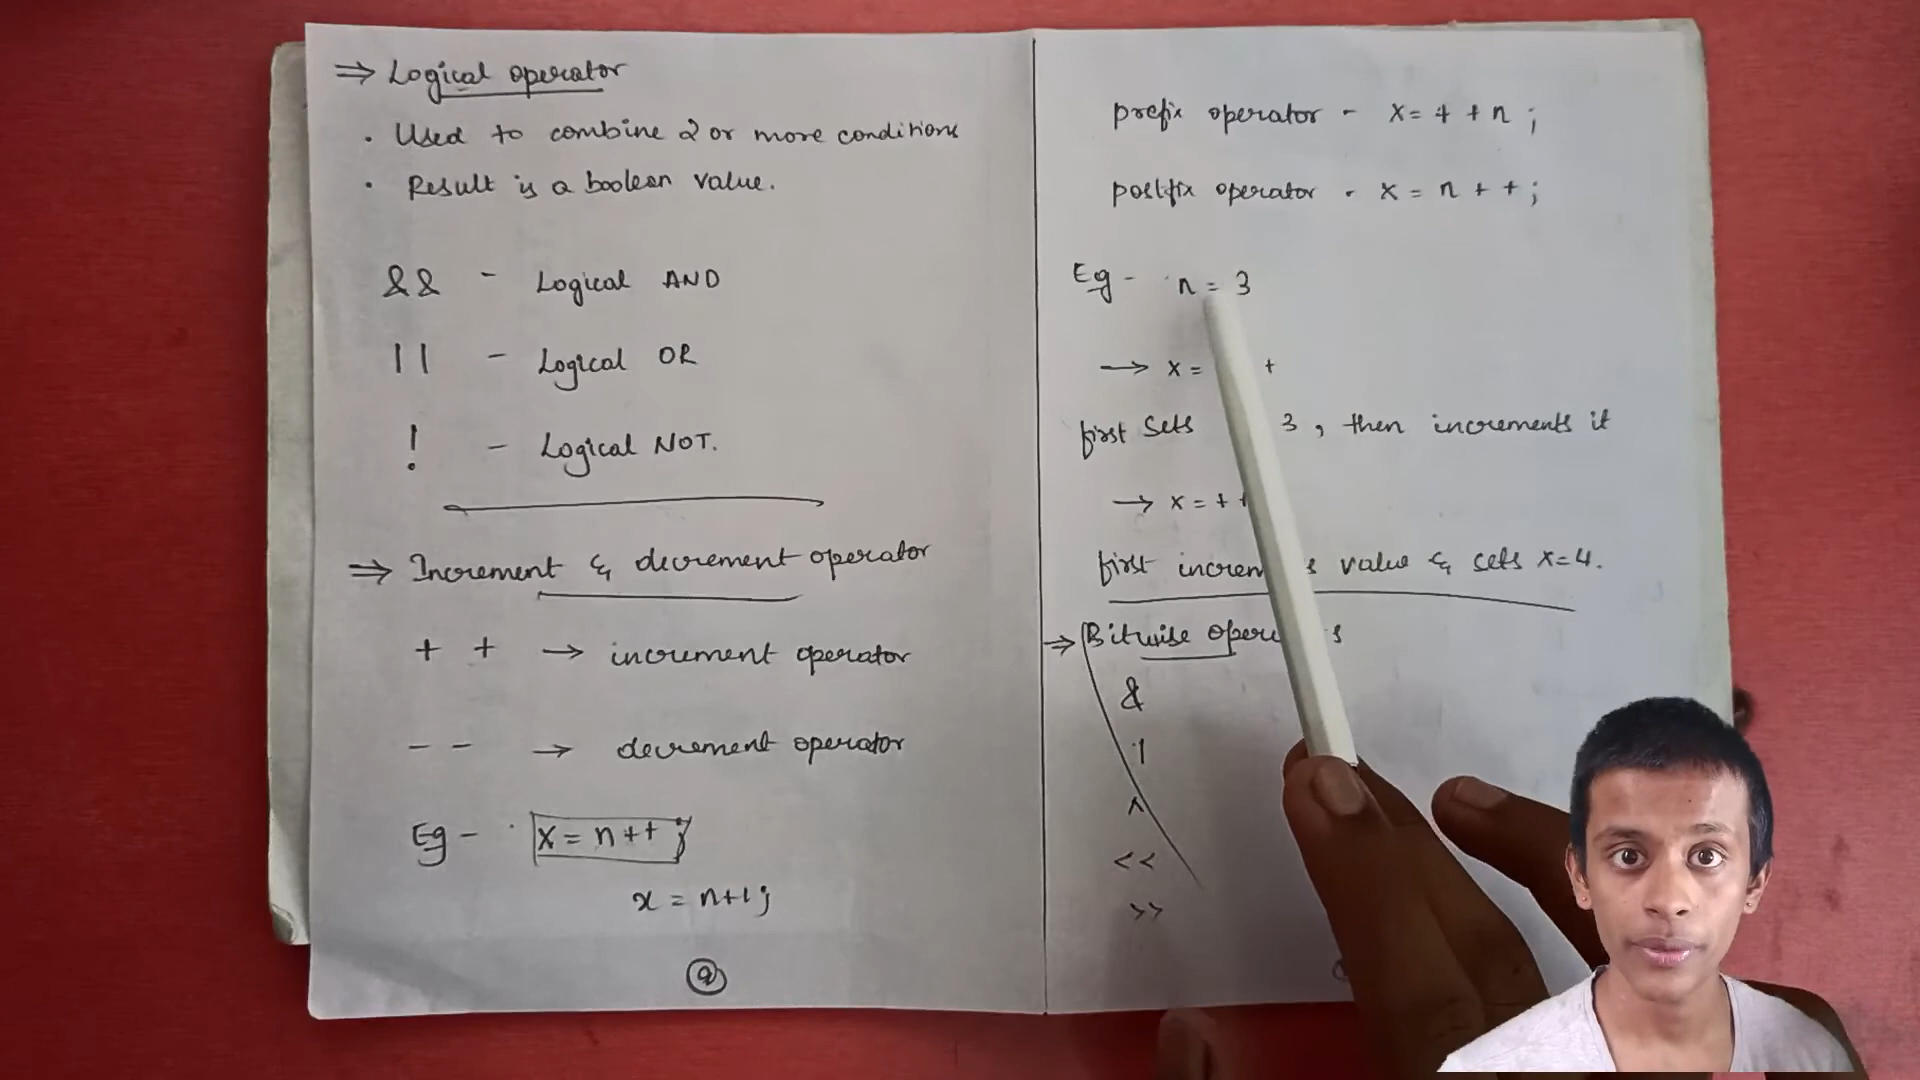 ⇒ Logical operator
• Used to combine 2 or more conditions
• Result is a boolean value.
&& - Logical AND
|| - Logical OR
! - Logical NOT.
⇒ Increment & decrement operator
+ + → increment operator
- - → decrement operator
Eg - x = n++ ;
x = n+1;
9
prefix operator - x = + + n ;
postfix operator - x = n + + ;
Eg - n = 3
→ x = +
first sets 3, then increments it
→ x = + +
first value & sets x=4.
⇒ Bitwise
&
|
^
<<
>>